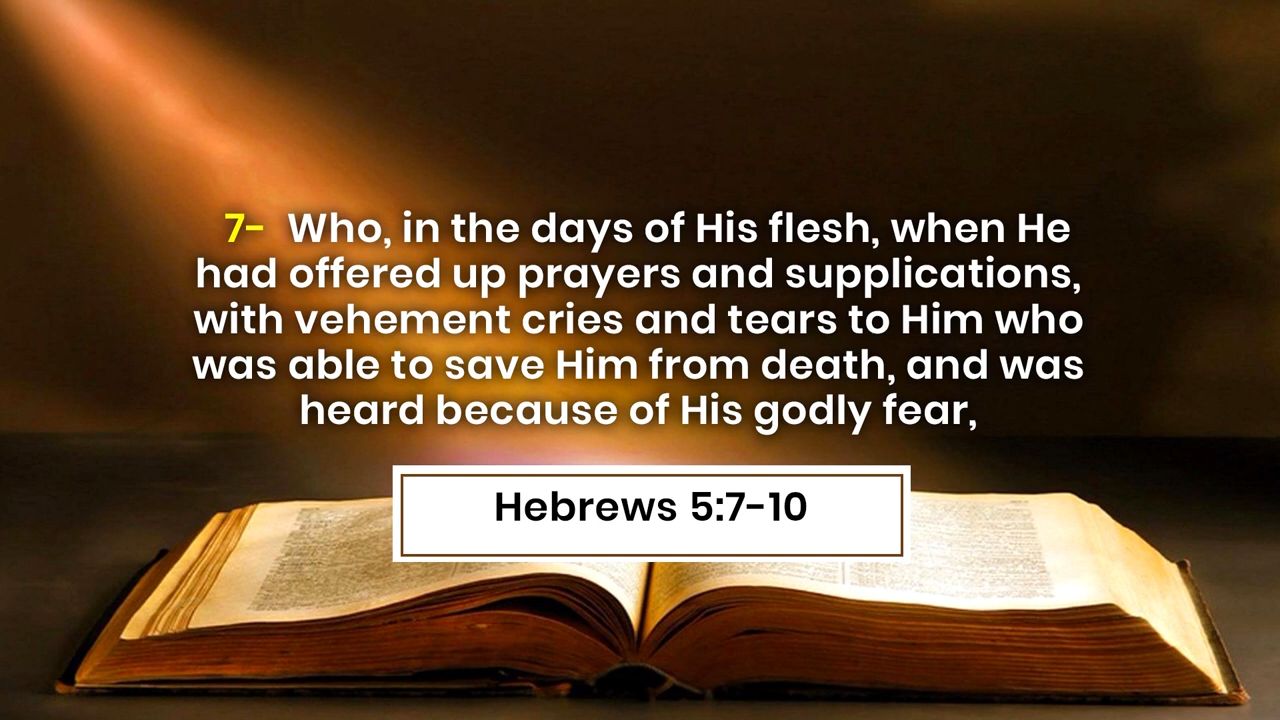 7- Who, in the days of His flesh, when He
had offered up prayers and supplications,
with vehement cries and tears to Him who
was able to save Him from death, and was
heard because of His godly fear,
Hebrews 5:7-10